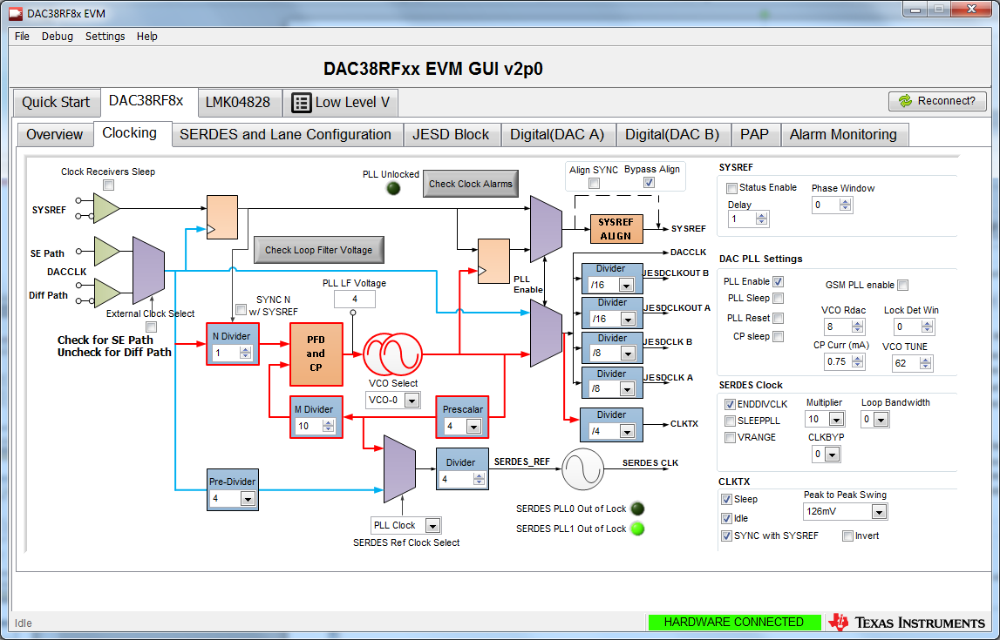 DAC38RF8x EVM
File Debug Settings Help
DAC38RFxx EVM GUI v2p0
Quick Start DAC38RF8x LMK04828 Low Level V Reconnect?
Overview Clocking SERDES and Lane Configuration JESD Block Digital(DAC A) Digital(DAC B) PAP Alarm Monitoring
Clock Receivers Sleep
SYSREF
SE Path
DACCLK
Diff Path
External Clock Select
Check for SE Path
Uncheck for Diff Path
PLL Unlocked
Check Clock Alarms
Align SYNC Bypass Align
SYSREF
ALIGN
SYSREF
DACCLK
Check Loop Filter Voltage
PLL LF Voltage
4
SYNC N
w/ SYSREF
PLL
Enable
N Divider
1
PFD
and
CP
VCO Select
VCO-0
M Divider
10
Prescalar
4
Divider
/16
JESDCLKOUT B
Divider
/16
JESDCLKOUT A
Divider
/8
JESDCLK B
Divider
/8
JESDCLK A
Divider
/4
CLKTX
Pre-Divider
4
Divider
4
SERDES_REF
SERDES CLK
PLL Clock
SERDES Ref Clock Select
SERDES PLL0 Out of Lock
SERDES PLL1 Out of Lock
SYSREF
Status Enable Phase Window
Delay
1
0
DAC PLL Settings
PLL Enable GSM PLL enable
PLL Sleep
PLL Reset
CP sleep
VCO Rdac Lock Det Win
8 0
CP Curr (mA) VCO TUNE
0.75 62
SERDES Clock
ENDDIVCLK Multiplier Loop Bandwidth
SLEEPPLL 10 0
VRANGE CLKBYP
0
CLKTX
Sleep Peak to Peak Swing
Idle 126mV
SYNC with SYSREF Invert
Idle HARDWARE CONNECTED TEXAS INSTRUMENTS